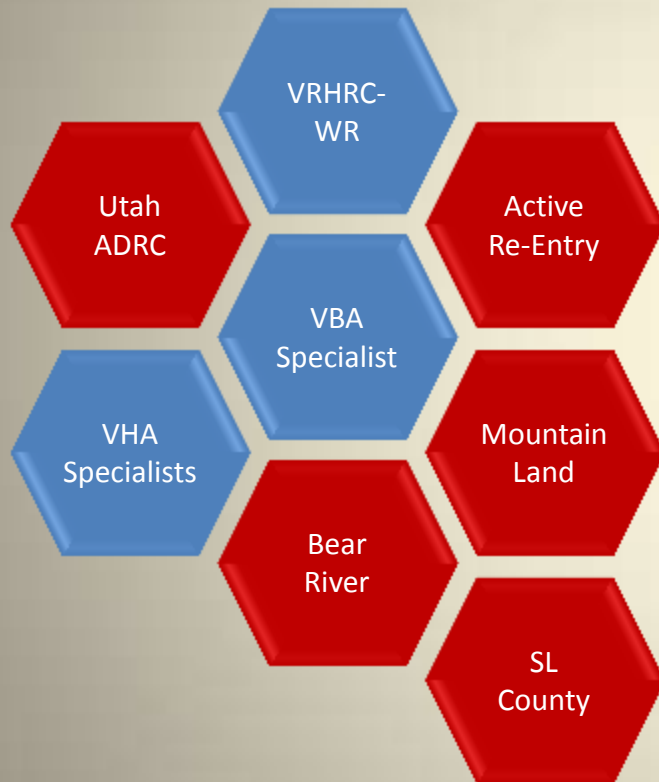 VRHRC-
WR
Utah
ADRC
Active
Re-Entry
VBA
Specialist
VHA
Specialists
Mountain
Land
Bear
River
SL
County